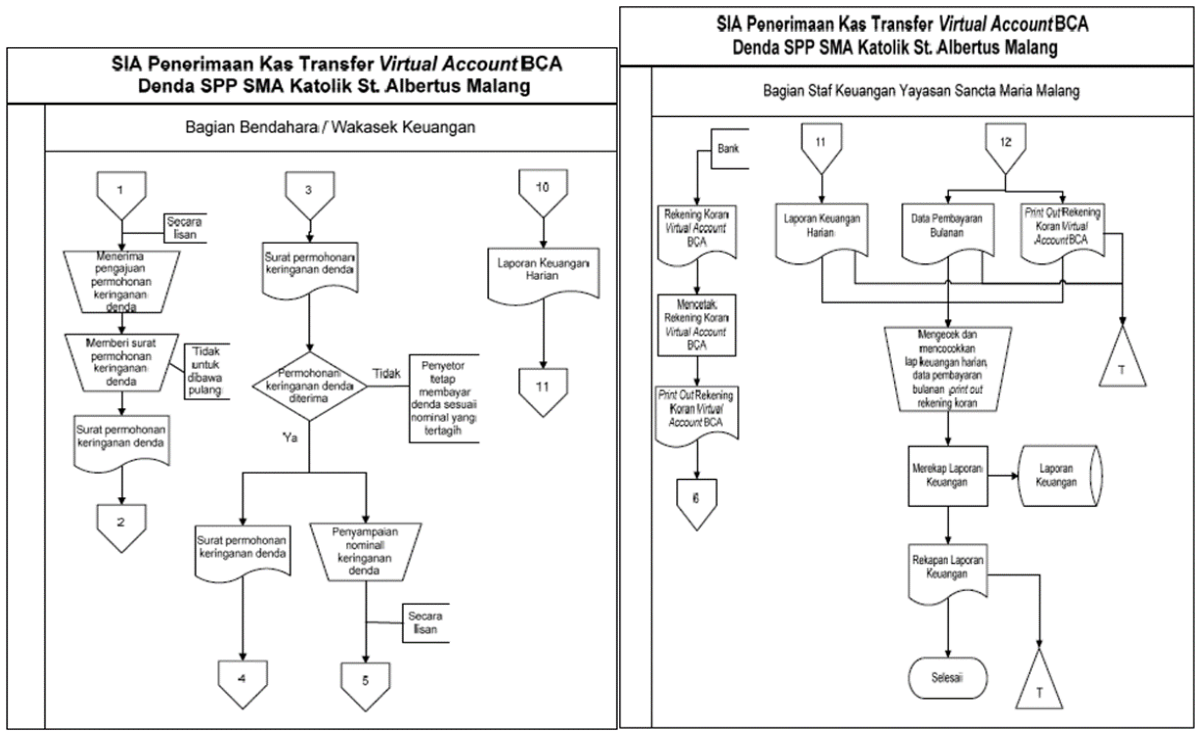 SIA Penerimaan Kas Transfer Virtual Account BCA
Denda SPP SMA Katolik St. Albertus Malang
Bagian Bendahara / Wakasek Keuangan
1
Secara
lisan
Menerima
pengajuan
permohonan
keringanan
denda
Memberi surat
permohonan
keringanan
denda
Tidak
untuk
dibawa
pulang
Surat permohonan
keringanan denda
2
3
Surat permohonan
keringanan denda
Permohonan
keringanan denda
diterima
Tidak
Penyetor
tetap
membayar
denda sesuai
nominal yang
tertagih
Ya
Surat permohonan
keringanan denda
Penyampaian
nominal
keringanan
denda
Secara
lisan
4
5
10
Laporan Keuangan
Harian
11
SIA Penerimaan Kas Transfer Virtual Account BCA
Denda SPP SMA Katolik St. Albertus Malang
Bagian Staf Keuangan Yayasan Sancta Maria Malang
Bank
Rekening Koran
Virtual Account
BCA
Mencetak
Rekening Koran
Virtual Account
BCA
Print Out Rekening
Koran Virtual
Account BCA
6
11
Laporan Keuangan
Harian
12
Data Pembayaran
Bulanan
Print Out Rekening
Koran Virtual
Account BCA
Mengecek dan
mencocokkan
lap keuangan harian,
data pembayaran
bulanan print out
rekening koran
T
Merekap Laporan
Keuangan
Laporan
Keuangan
Rekapan Laporan
Keuangan
Selesai
T